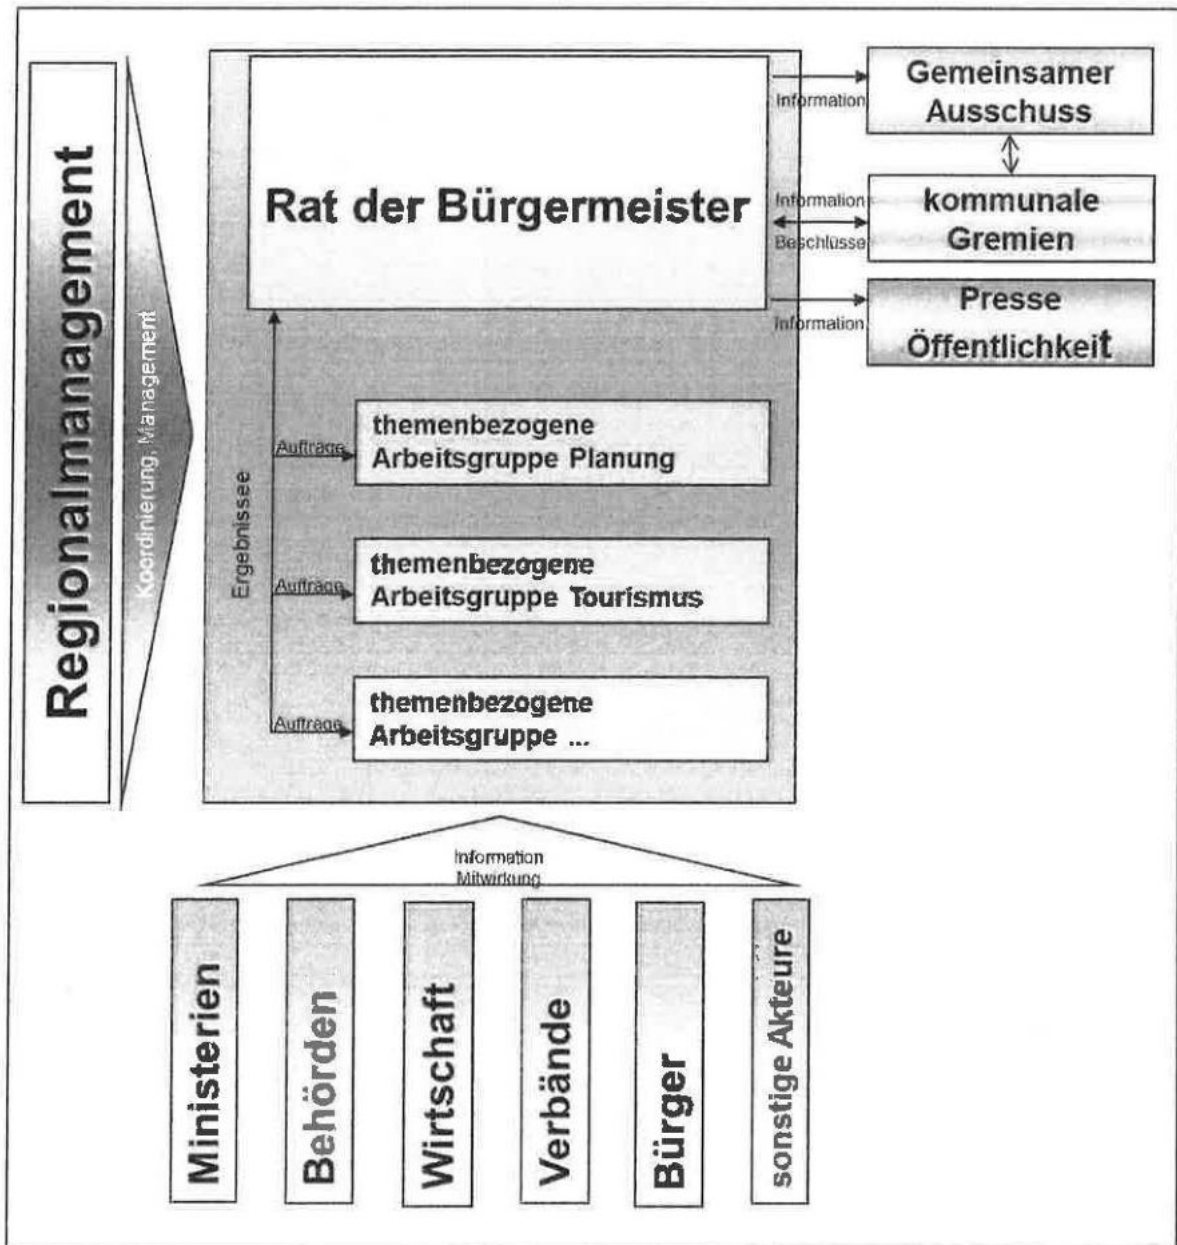 Regionalmanagement
Koordinierung, Management
Rat der Bürgermeister
Information
Gemeinsamer
Ausschuss
Information
Beschlüsse
kommunale
Gremien
Information
Presse
Öffentlichkeit
Ergebnissee
Aufträge
themenbezogene
Arbeitsgruppe Planung
Aufträge
themenbezogene
Arbeitsgruppe Tourismus
Aufträge
themenbezogene
Arbeitsgruppe ...
Information
Mitwirkung
Ministerien
Behörden
Wirtschaft
Verbände
Bürger
sonstige Akteure